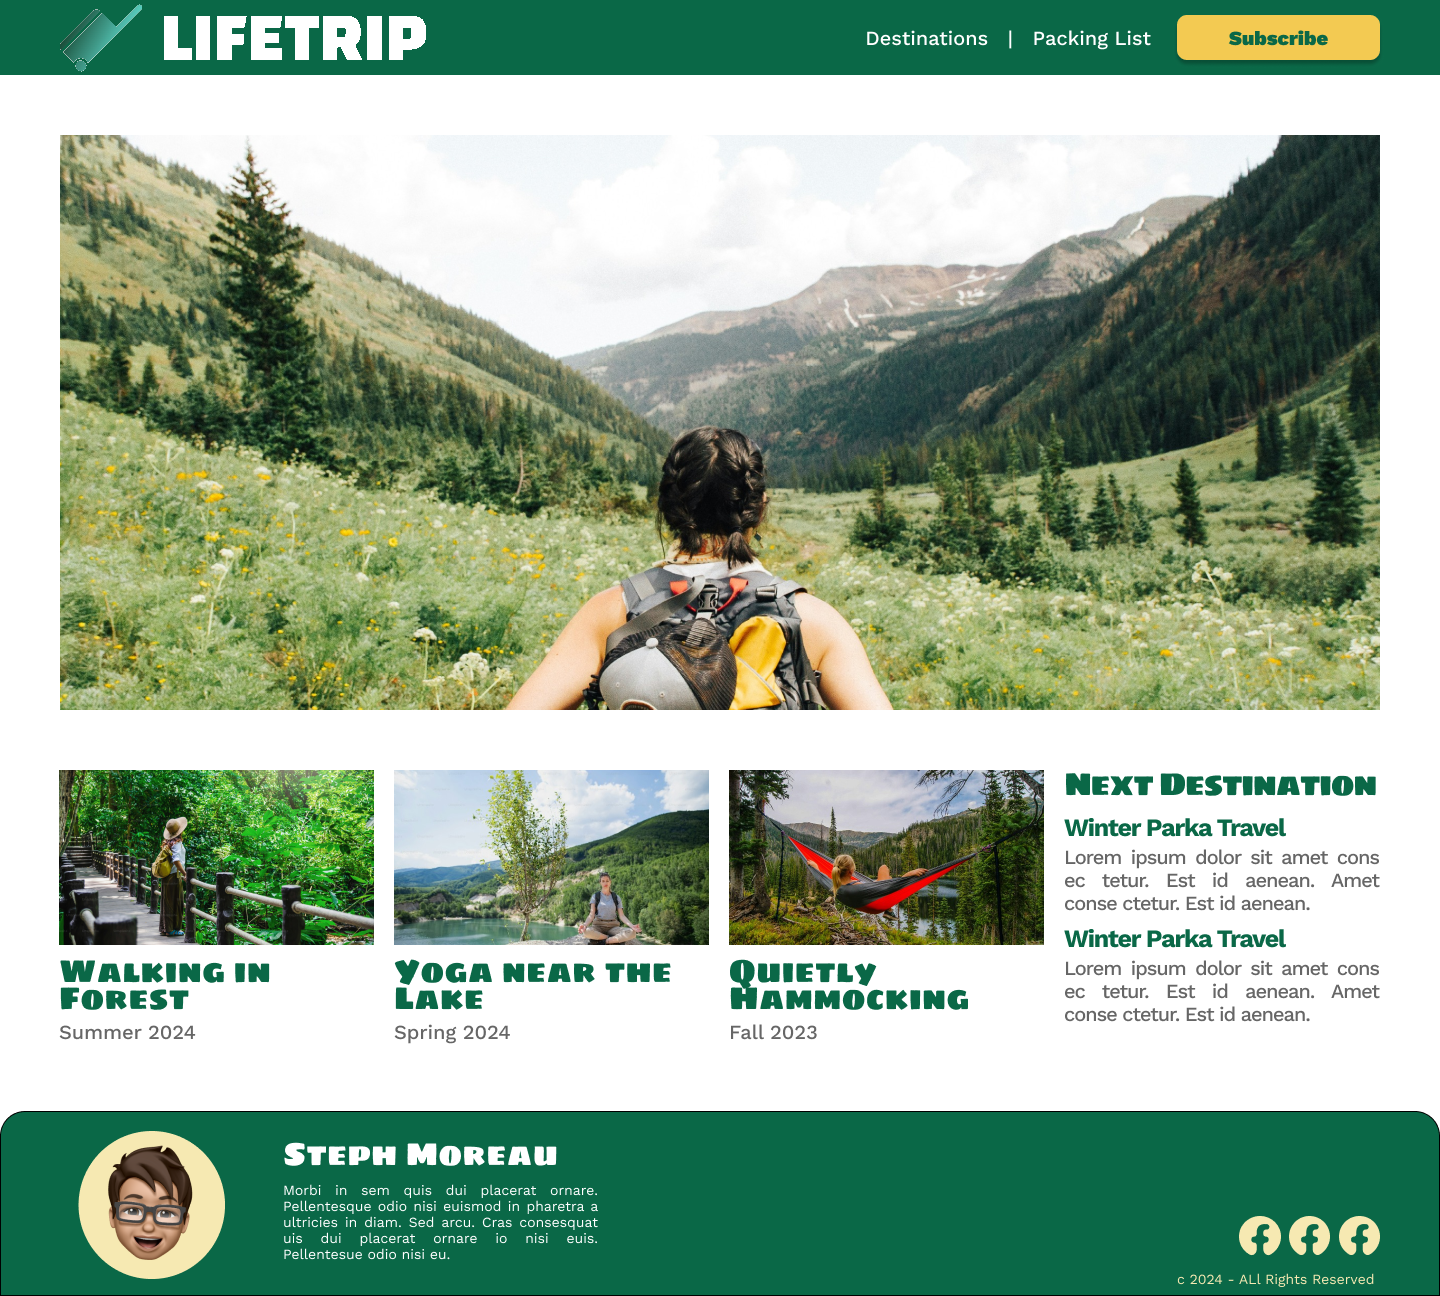 LIFETRIP
Destinations | Packing List
Subscribe
Walking in
Forest
Summer 2024
Yoga near the
Lake
Spring 2024
Quietly
Hammocking
Fall 2023
Next Destination
Winter Parka Travel
Lorem ipsum dolor sit amet cons
ec tetur. Est id aenean. Amet
conse ctetur. Est id aenean.
Winter Parka Travel
Lorem ipsum dolor sit amet cons
ec tetur. Est id aenean. Amet
conse ctetur. Est id aenean.
Steph Moreau
Morbi in sem quis dui placerat ornare.
Pellentesque odio nisi euismod in pharetra a
ultricies in diam. Sed arcu. Cras consesquat
uis dui placerat ornare io nisi euis.
Pellentesue odio nisi eu.
c 2024 - ALl Rights Reserved